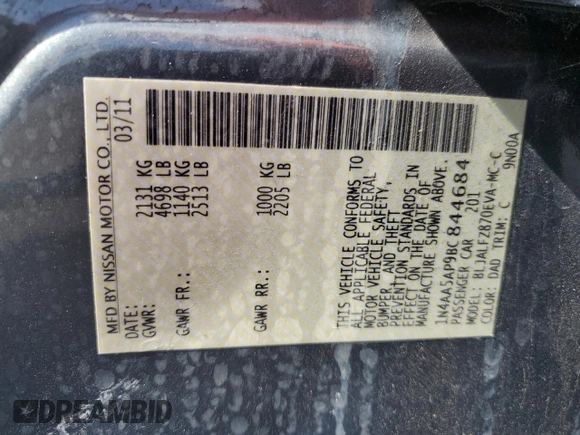 MFD BY NISSAN MOTOR CO., LTD.
DATE: 03/11
GVWR: 2131 KG
4698 LB
GAWR FR.: 1140 KG
2513 LB
GAWR RR.: 1000 KG
2205 LB
THIS VEHICLE CONFORMS TO
ALL APPLICABLE FEDERAL
MOTOR VEHICLE SAFETY,
BUMPER, AND THEFT
PREVENTION STANDARDS IN
EFFECT ON THE DATE OF
MANUFACTURE SHOWN ABOVE.
1N4AA5AP9BC844684
PASSENGER CAR 201
MODEL: BLJALFZ870EVA-MC-C
COLOR: DAD TRIM: C 9N00A
DREAMBID